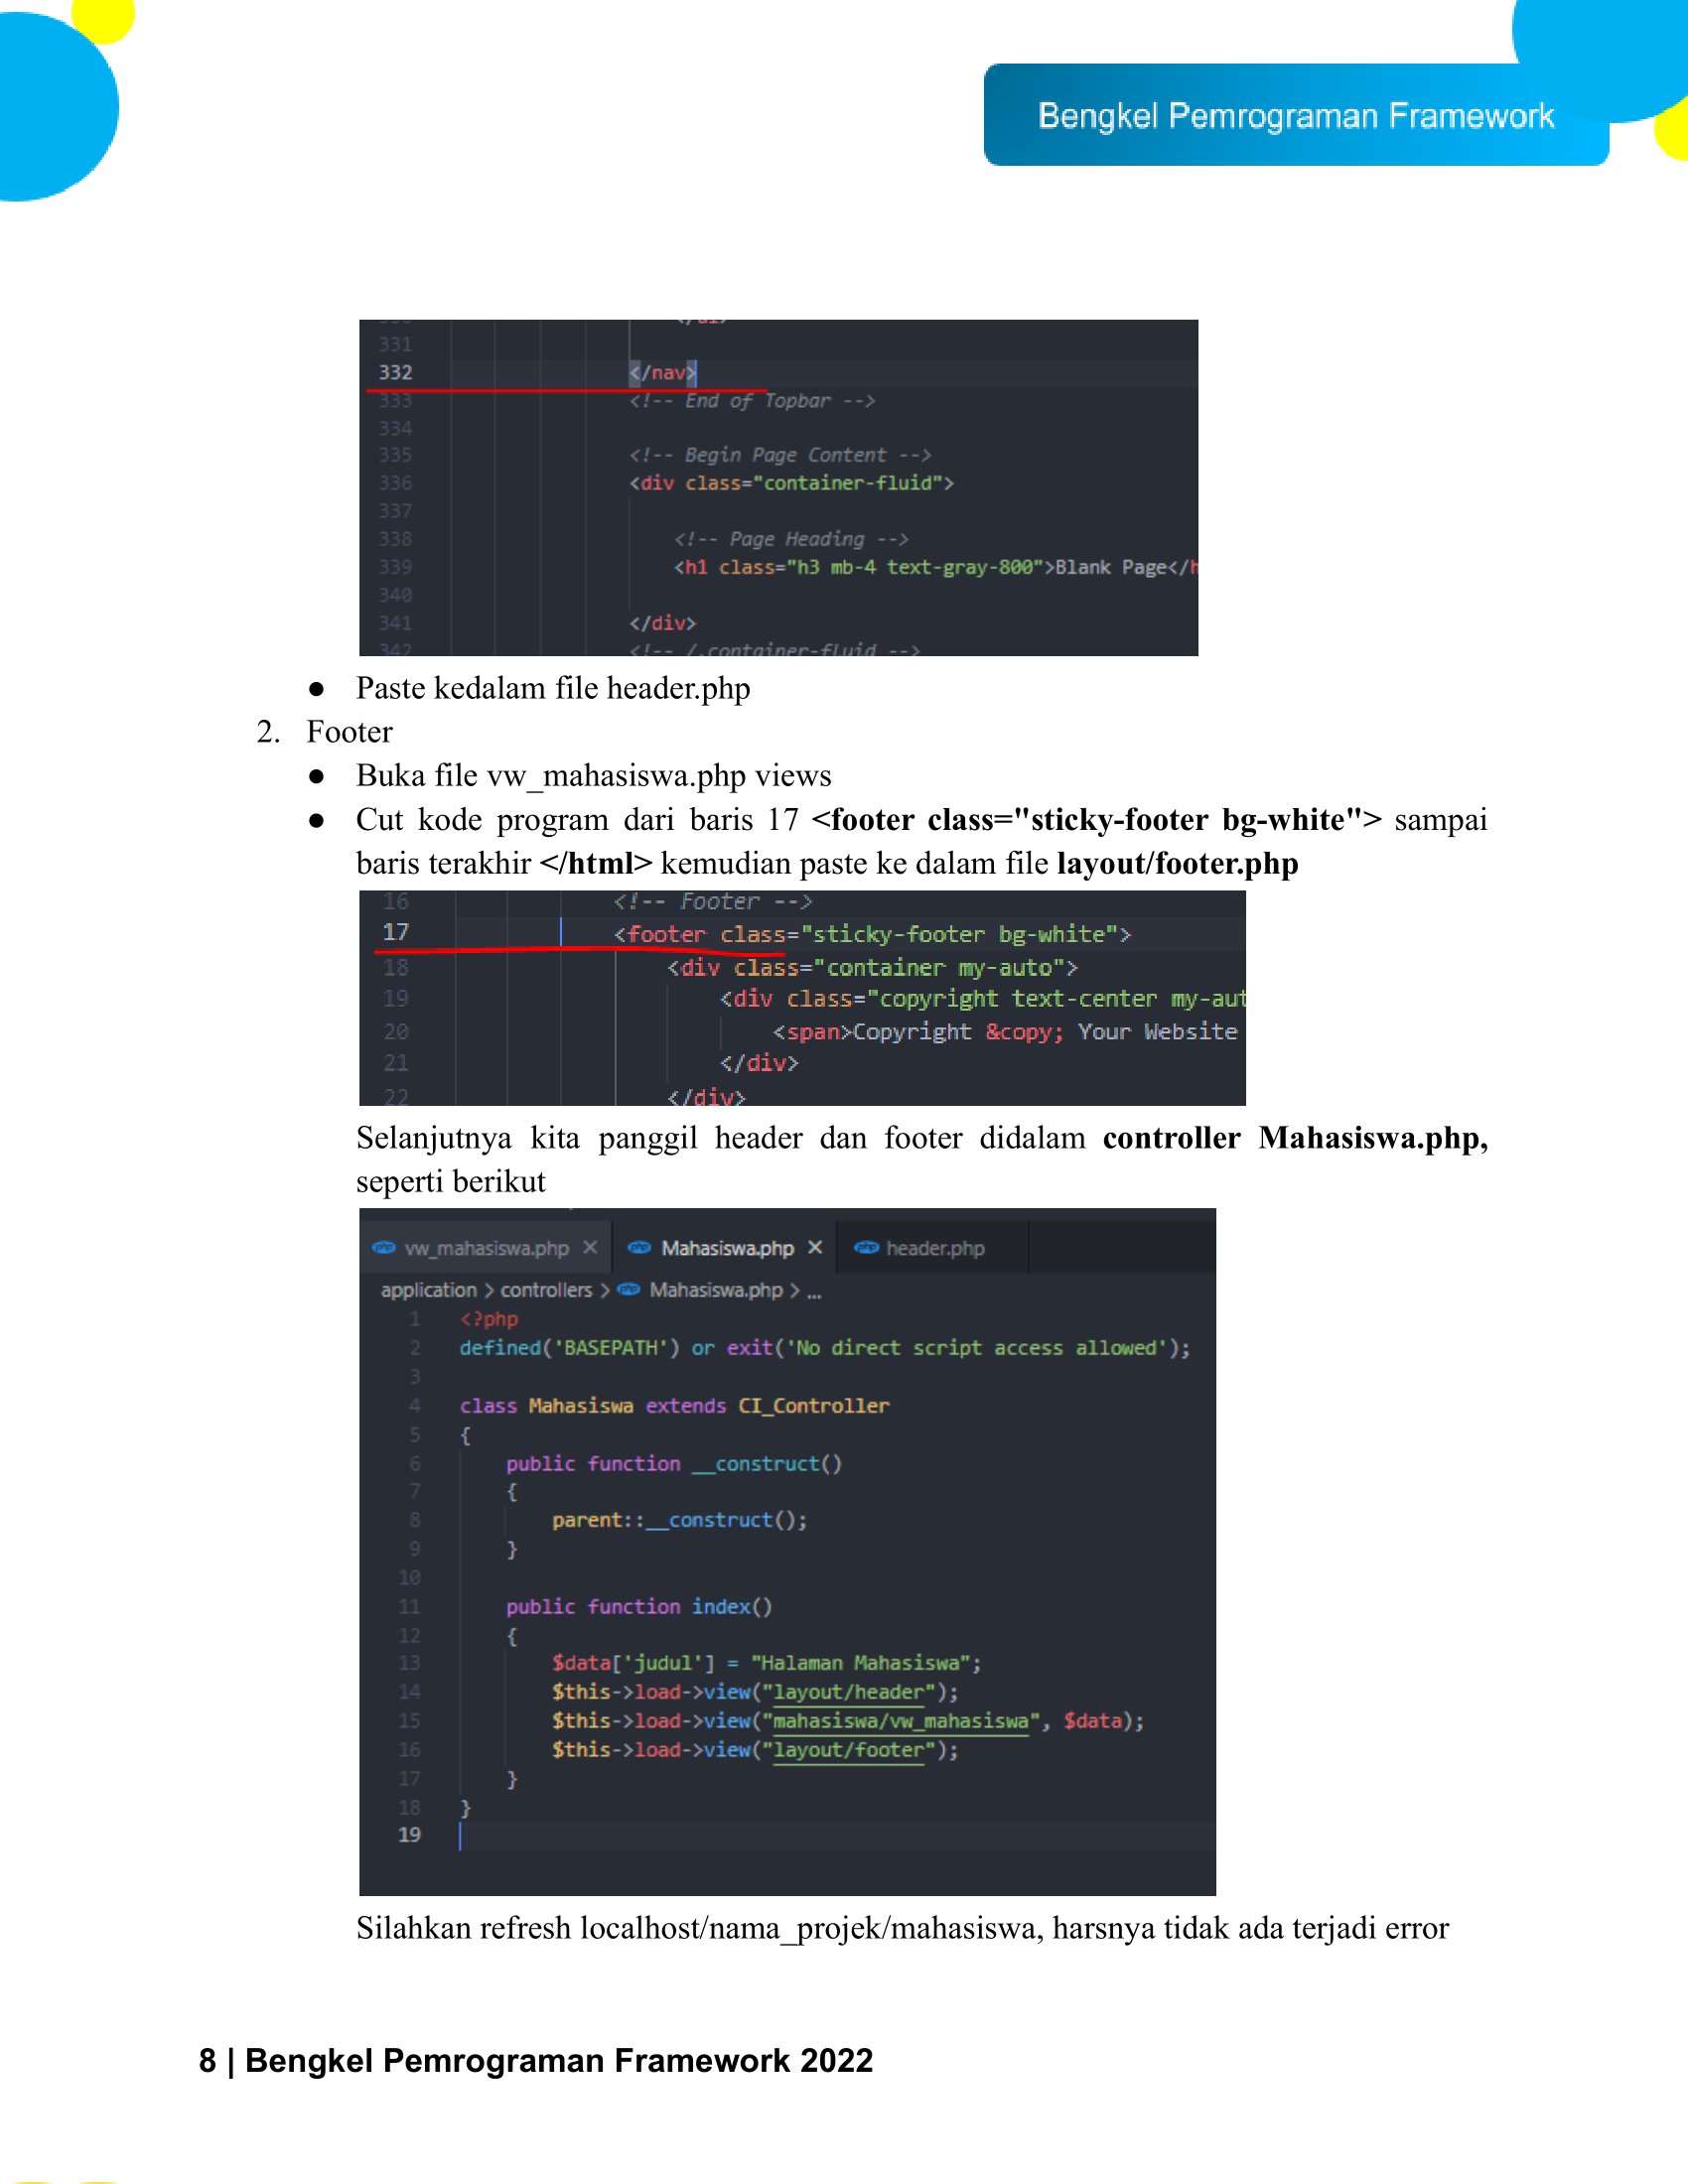 Bengkel Pemrograman Framework
331
332 </nav>
333 <!-- End of Topbar -->
334
335 <!-- Begin Page Content -->
336 <div class="container-fluid">
337
338 <!-- Page Heading -->
339 <h1 class="h3 mb-4 text-gray-800">Blank Page</h
340
341 </div>
342 <!-- /.container-fluid -->
● Paste kedalam file header.php
2. Footer
● Buka file vw_mahasiswa.php views
● Cut kode program dari baris 17 <footer class="sticky-footer bg-white"> sampai
baris terakhir </html> kemudian paste ke dalam file layout/footer.php
16 <!-- Footer -->
17 <footer class="sticky-footer bg-white">
18 <div class="container my-auto">
19 <div class="copyright text-center my-aut
20 <span>Copyright &copy; Your Website
21 </div>
22 </div>
Selanjutnya kita panggil header dan footer didalam controller Mahasiswa.php,
seperti berikut
vw_mahasiswa.php × Mahasiswa.php × header.php
application > controllers > Mahasiswa.php > ...
1 <?php
2 defined('BASEPATH') or exit('No direct script access allowed');
3
4 class Mahasiswa extends CI_Controller
5 {
6 public function __construct()
7 {
8 parent::__construct();
9 }
10
11 public function index()
12 {
13 $data['judul'] = "Halaman Mahasiswa";
14 $this->load->view("layout/header");
15 $this->load->view("mahasiswa/vw_mahasiswa", $data);
16 $this->load->view("layout/footer");
17 }
18 }
19
Silahkan refresh localhost/nama_projek/mahasiswa, harsnya tidak ada terjadi error
8 | Bengkel Pemrograman Framework 2022